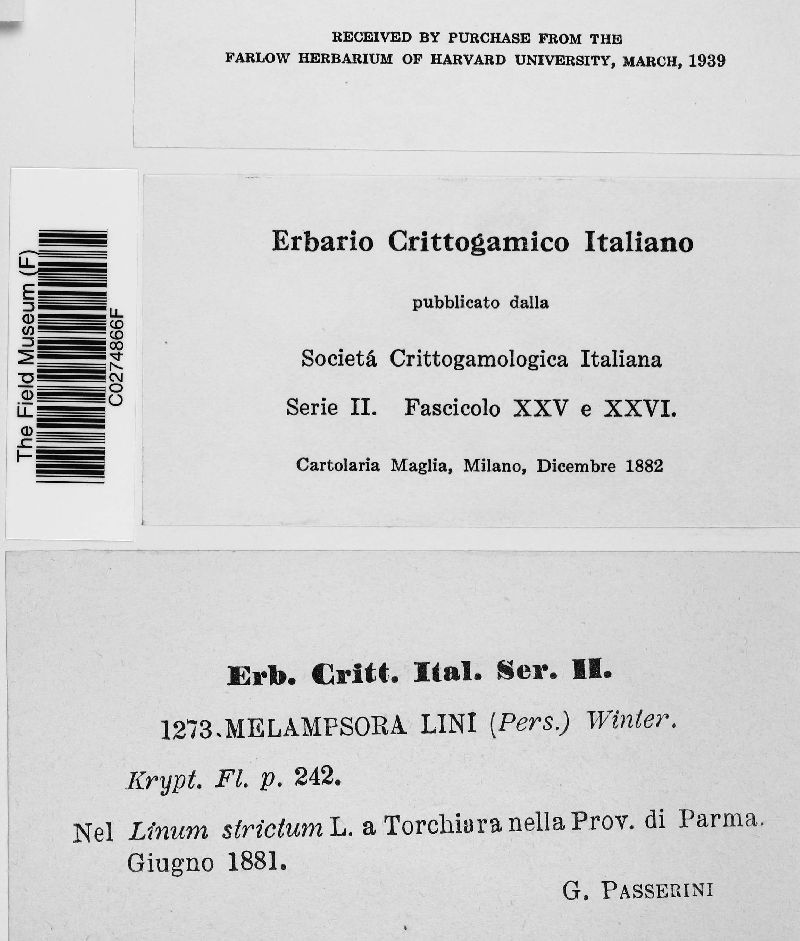 RECEIVED BY PURCHASE FROM THE
FARLOW HERBARIUM OF HARVARD UNIVERSITY, MARCH, 1939
The Field Museum (F)
C0274866F
Erbario Crittogamico Italiano
pubblicato dalla
Societá Crittogamologica Italiana
Serie II. Fascicolo XXV e XXVI.
Cartolaria Maglia, Milano, Dicembre 1882
Erb. Critt. Ital. Ser. II.
1273. MELAMPSORA LINI (Pers.) Winter.
Krypt. Fl. p. 242.
Nel Linum strictum L. a Torchiara nella Prov. di Parma.
Giugno 1881.
G. PASSERINI